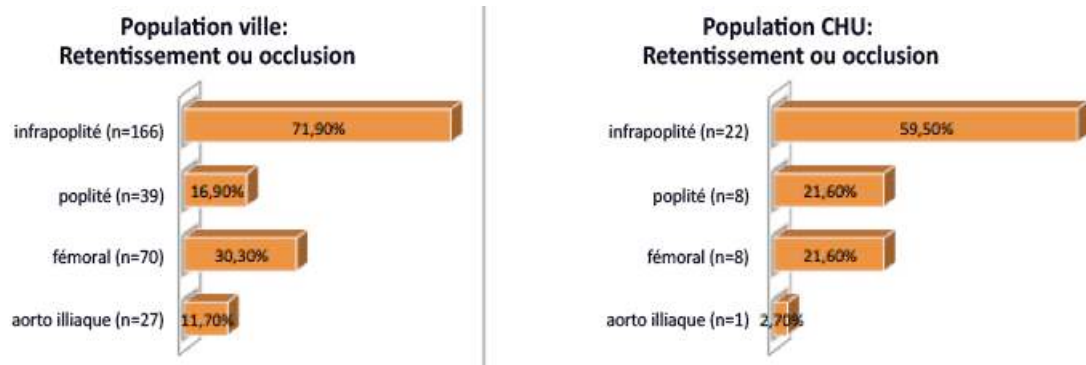 Population ville:
Retentissement ou occlusion
infrapoplité (n=166)
71,90%
poplité (n=39)
16,90%
fémoral (n=70)
30,30%
aorto illiaque (n=27)
11,70%
Population CHU:
Retentissement ou occlusion
infrapoplité (n=22)
59,50%
poplité (n=8)
21,60%
fémoral (n=8)
21,60%
aorto illiaque (n=1)
2,70%